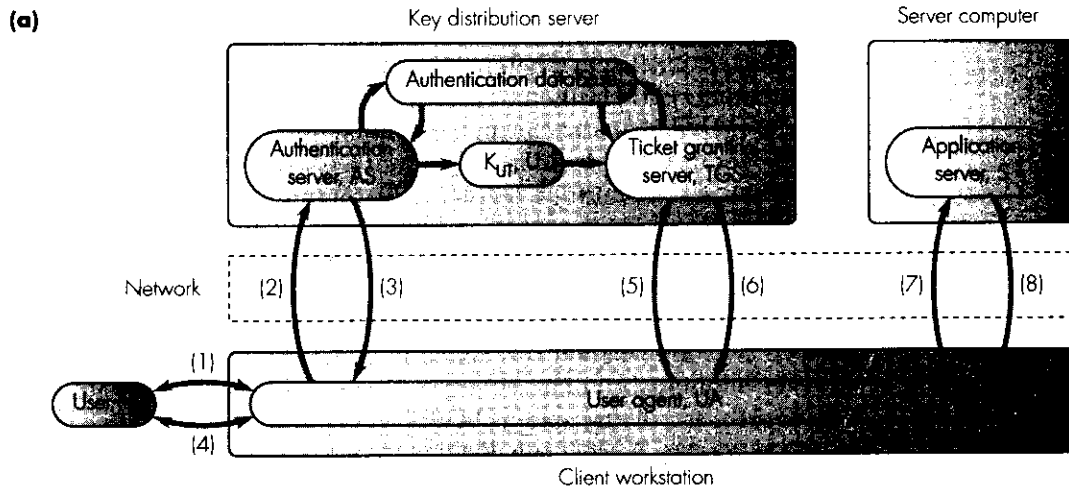 (a)
Key distribution server
Server computer
Authentication
Authentication
server, AS
K_UT,
Ticket
server, TGS
Application
server, S
Network
(2)
(3)
(5)
(6)
(7)
(8)
(1)
User
User agent, UA
(4)
Client workstation